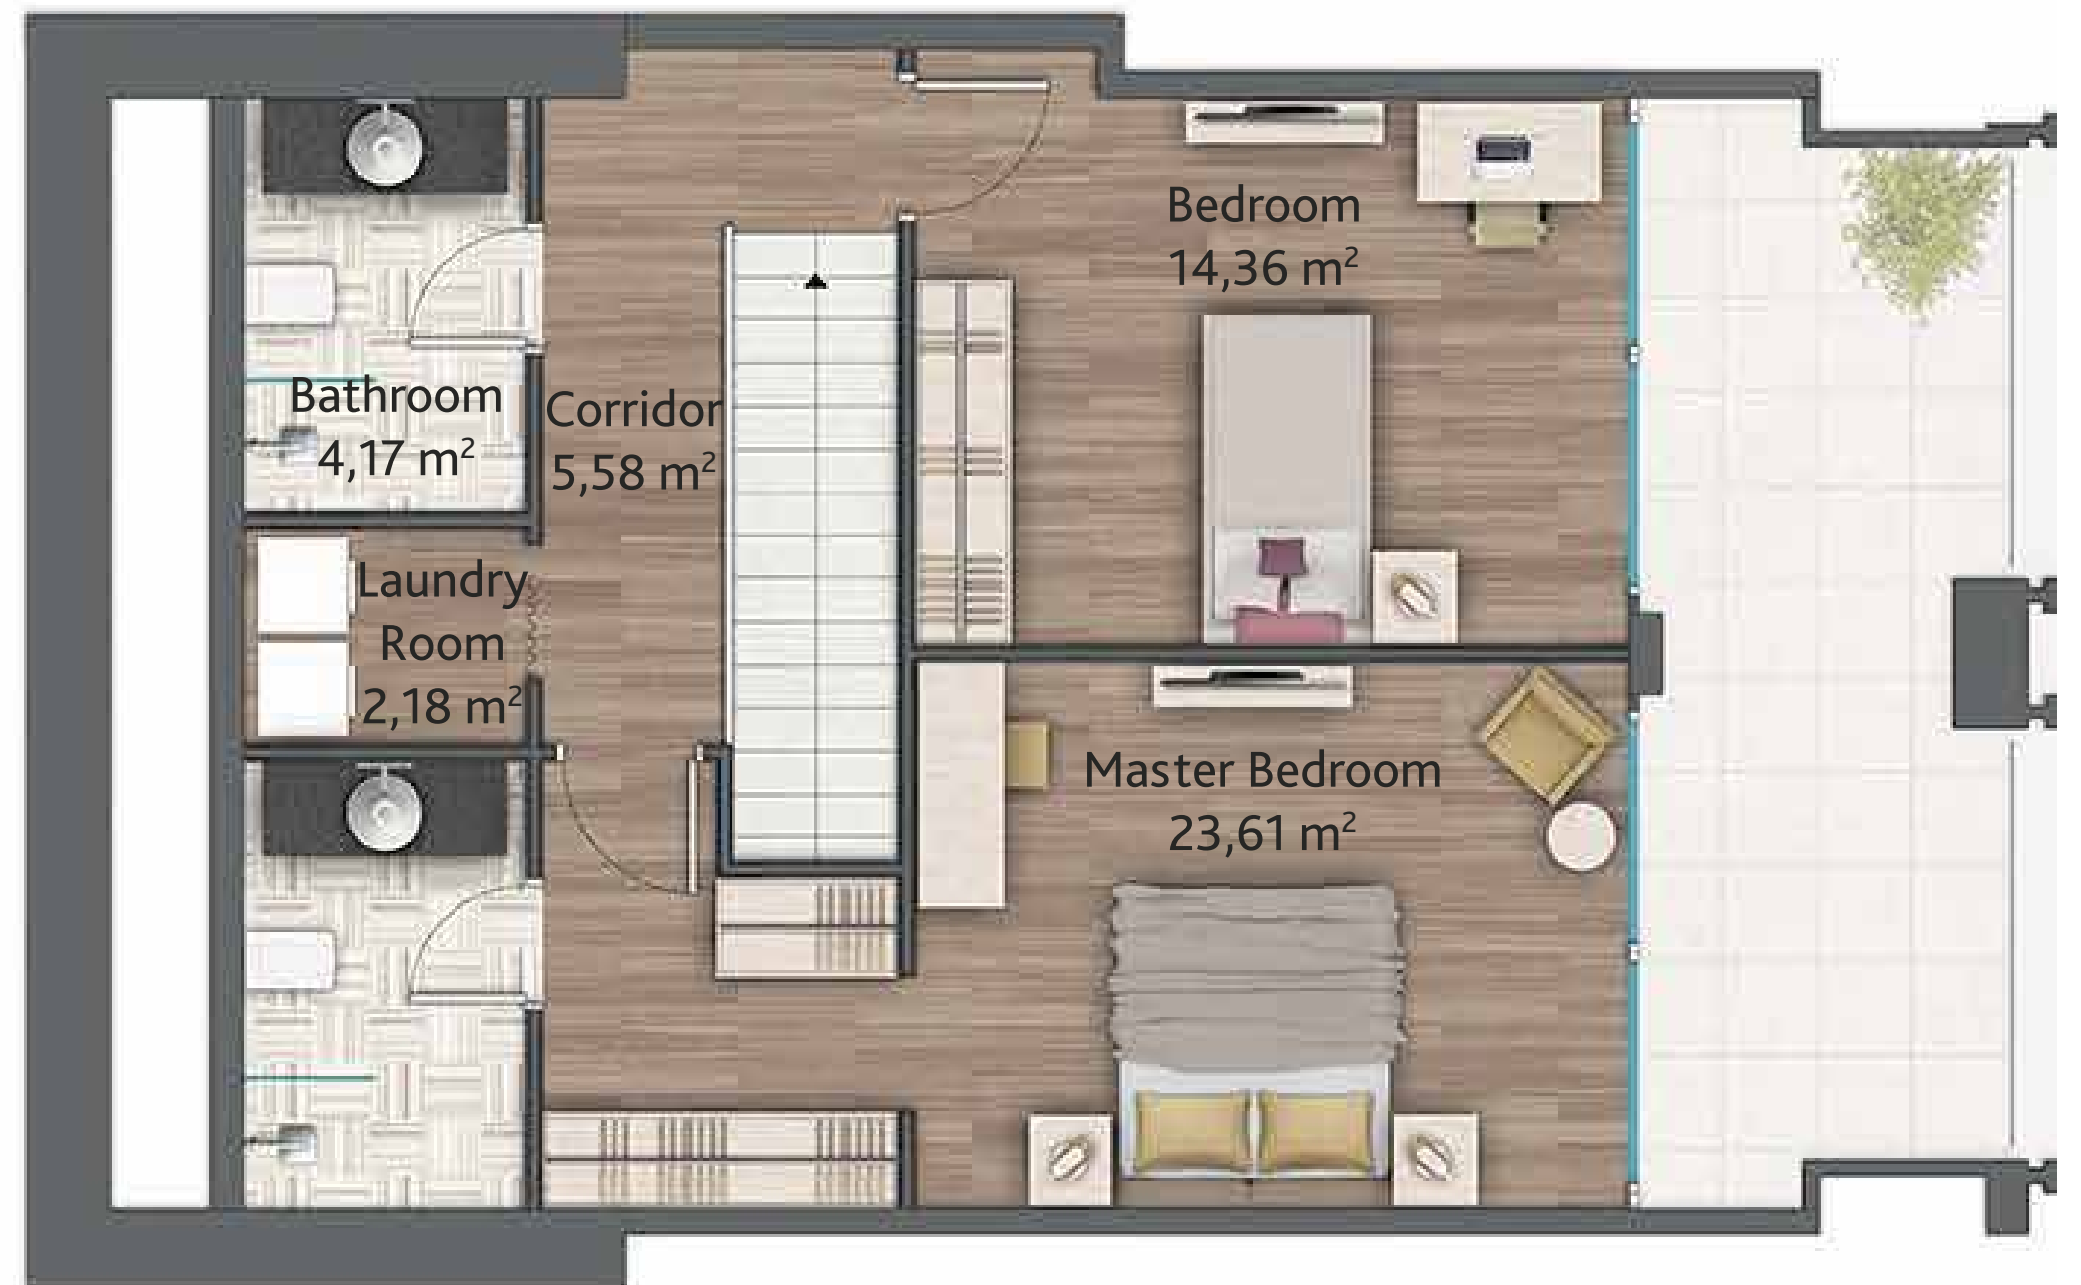 Bedroom
14,36 m²
Bathroom
4,17 m²
Corridor
5,58 m²
Laundry
Room
2,18 m²
Master Bedroom
23,61 m²